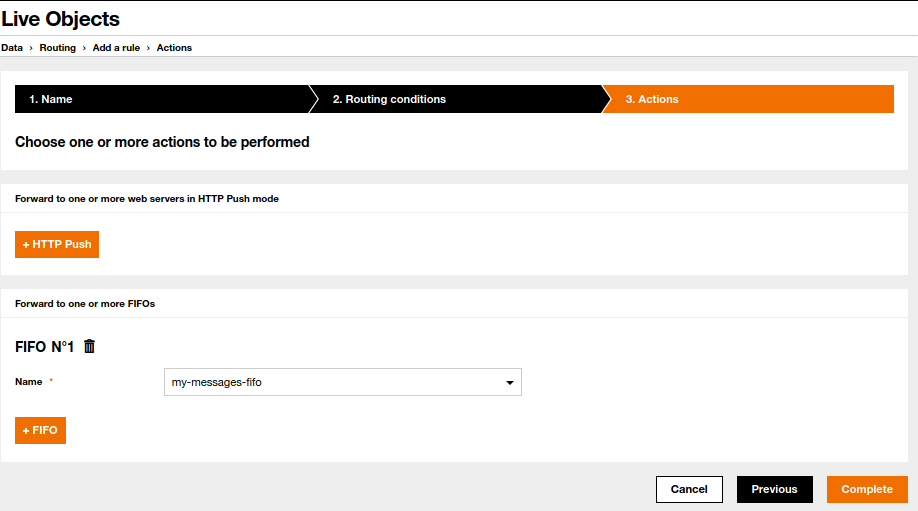 Live Objects
Data › Routing › Add a rule › Actions
1. Name 2. Routing conditions 3. Actions
Choose one or more actions to be performed
Forward to one or more web servers in HTTP Push mode
+ HTTP Push
Forward to one or more FIFOs
FIFO N°1
Name * my-messages-fifo
+ FIFO
Cancel Previous Complete